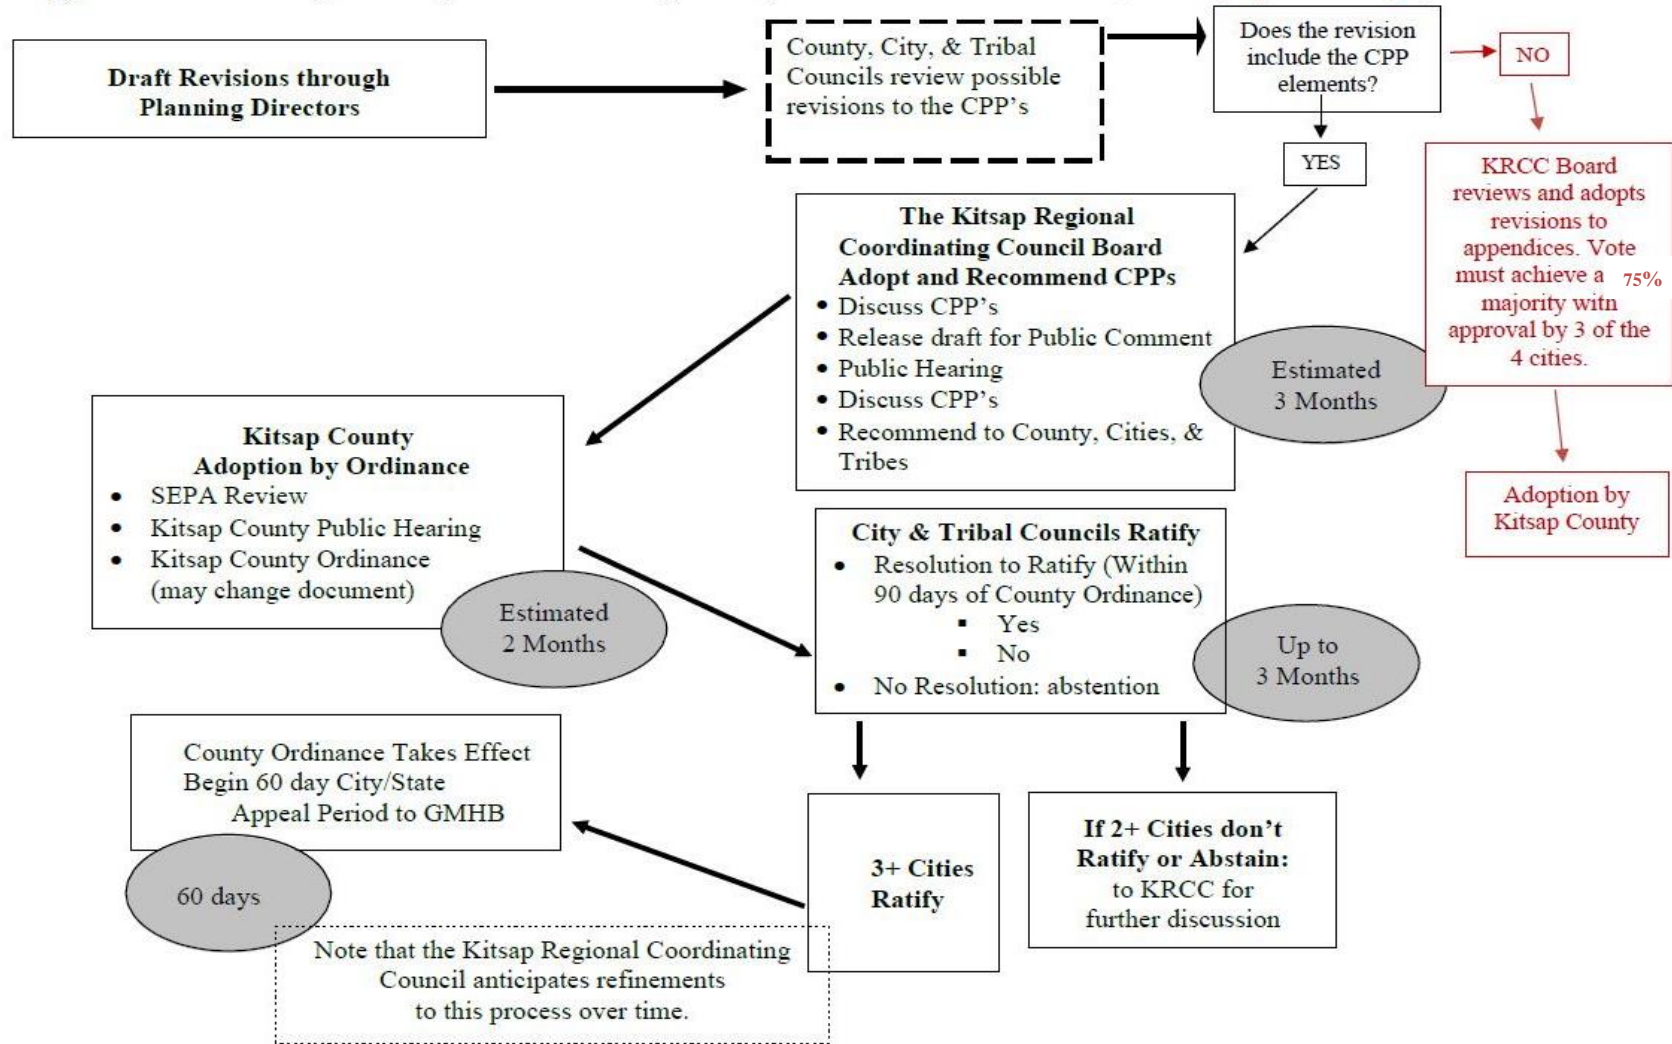 Draft Revisions through
Planning Directors
County, City, & Tribal
Councils review possible
revisions to the CPP's
Does the revision
include the CPP
elements?
NO
YES
KRCC Board
reviews and adopts
revisions to
appendices. Vote
must achieve a 75%
majority with
approval by 3 of the
4 cities.
Adoption by
Kitsap County
The Kitsap Regional
Coordinating Council Board
Adopt and Recommend CPPs
• Discuss CPP's
• Release draft for Public Comment
• Public Hearing
• Discuss CPP's
• Recommend to County, Cities, &
Tribes
Estimated
3 Months
Kitsap County
Adoption by Ordinance
• SEPA Review
• Kitsap County Public Hearing
• Kitsap County Ordinance
(may change document)
Estimated
2 Months
City & Tribal Councils Ratify
• Resolution to Ratify (Within
90 days of County Ordinance)
▪ Yes
▪ No
• No Resolution: abstention
Up to
3 Months
County Ordinance Takes Effect
Begin 60 day City/State
Appeal Period to GMHB
60 days
3+ Cities
Ratify
If 2+ Cities don't
Ratify or Abstain:
to KRCC for
further discussion
Note that the Kitsap Regional Coordinating
Council anticipates refinements
to this process over time.